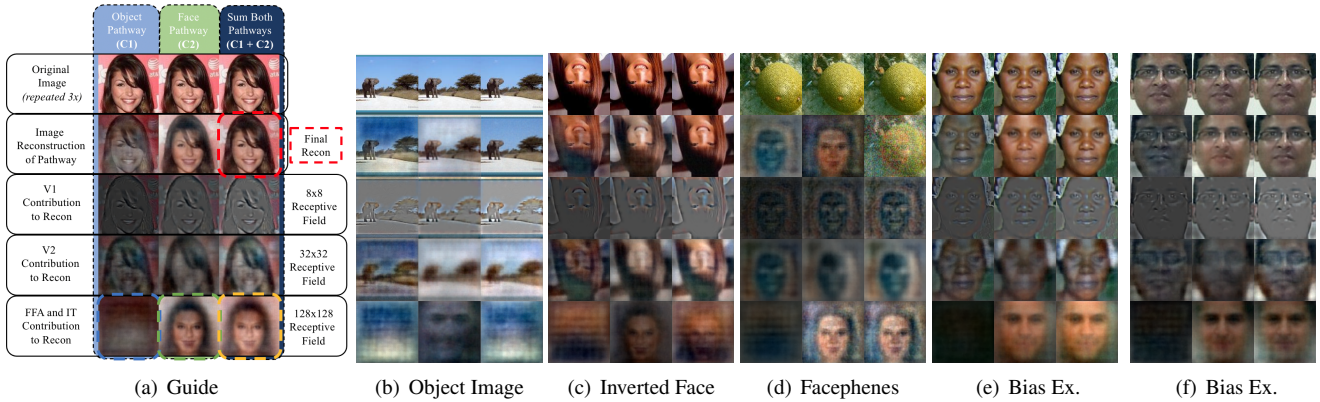 Object
Pathway
(C1)
Face
Pathway
(C2)
Sum Both
Pathways
(C1 + C2)
Original
Image
(repeated 3x)
Image
Reconstruction
of Pathway
Final
Recon
V1
Contribution
to Recon
8x8
Receptive
Field
V2
Contribution
to Recon
32x32
Receptive
Field
FFA and IT
Contribution
to Recon
128x128
Receptive
Field
(a) Guide
(b) Object Image
(c) Inverted Face
(d) Facephenes
(e) Bias Ex.
(f) Bias Ex.